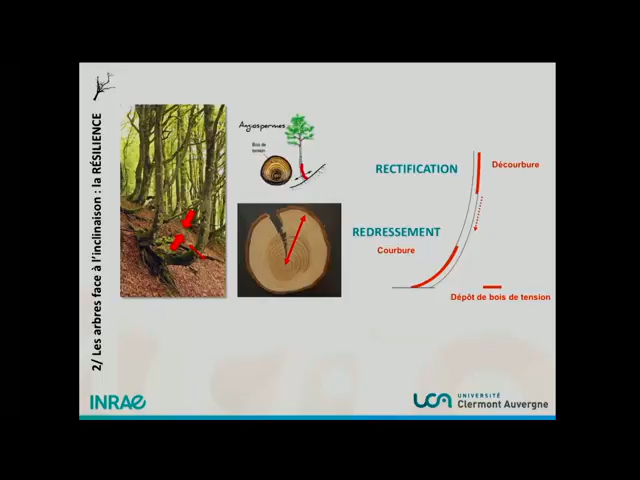 2/ Les arbres face à l'inclinaison : la RÉSILIENCE
Angiospermes
Bois de
tension
RECTIFICATION
Décourbure
REDRESSEMENT
Courbure
Dépôt de bois de tension
INRAE
UCA
UNIVERSITÉ
Clermont Auvergne